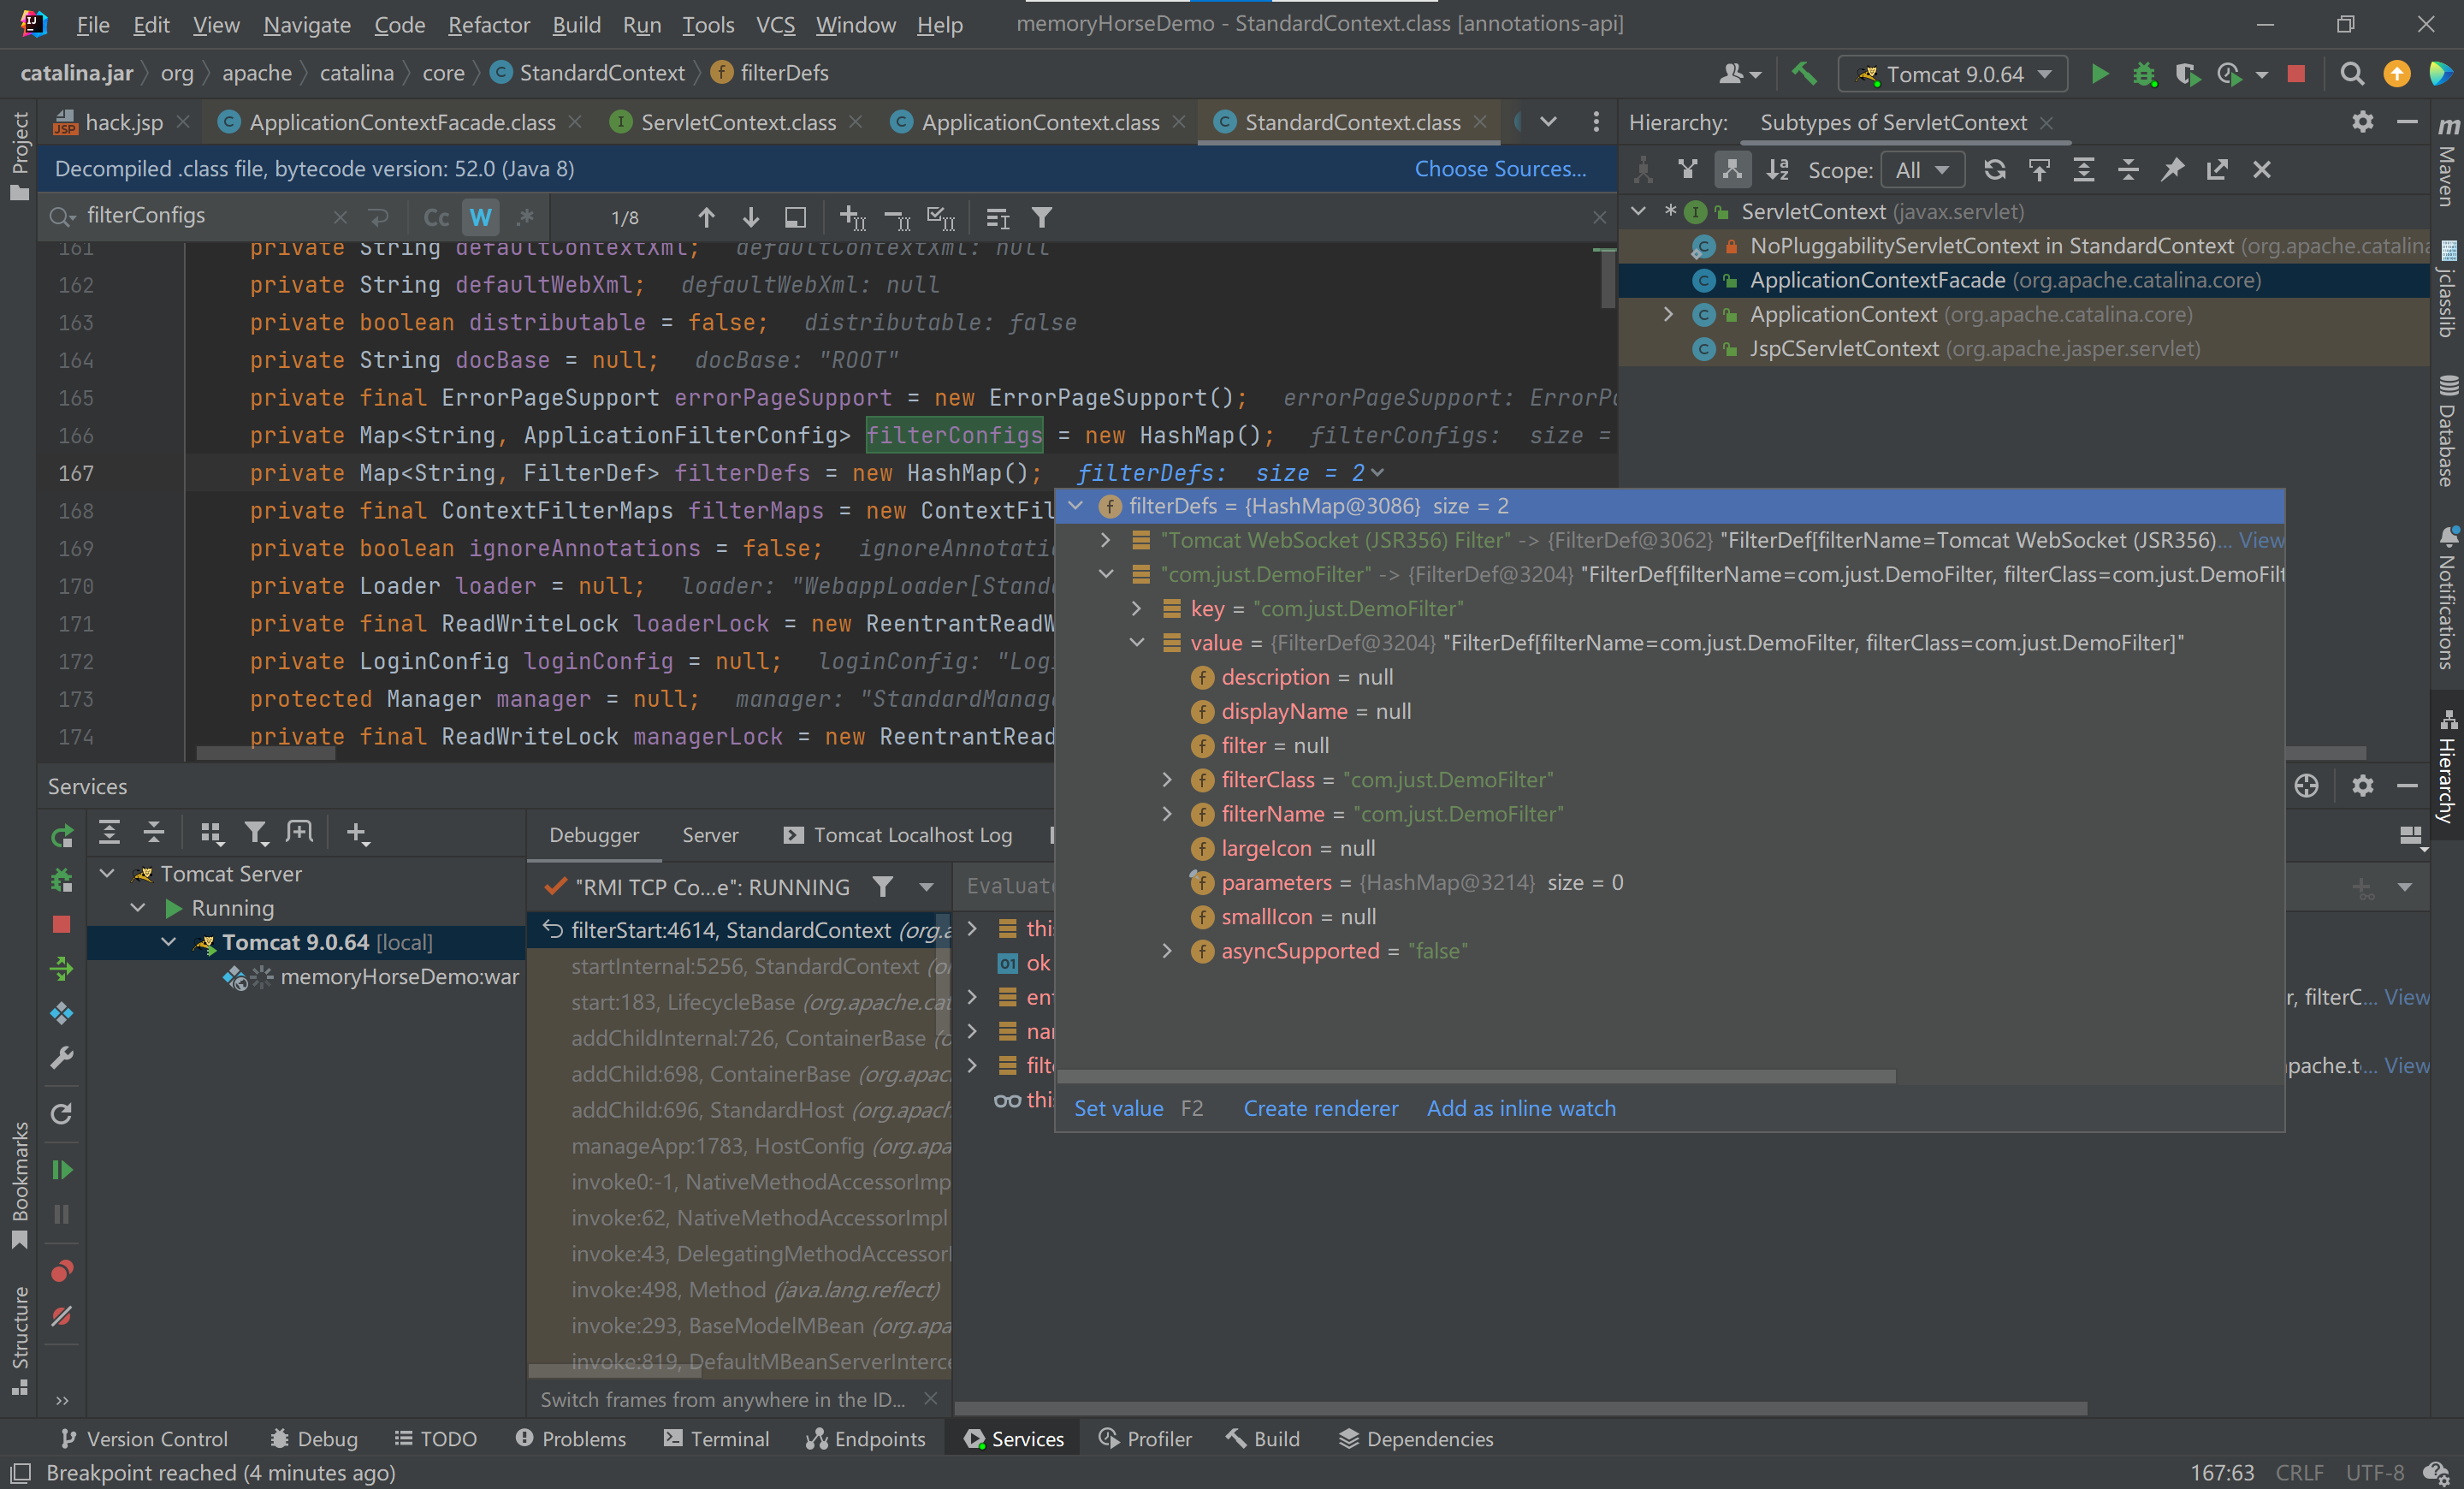 File Edit View Navigate Code Refactor Build Run Tools VCS Window Help memoryHorseDemo - StandardContext.class [annotations-api]
catalina.jar org apache catalina core StandardContext filterDefs Tomcat 9.0.64
hack.jsp ApplicationContextFacade.class ServletContext.class ApplicationContext.class StandardContext.class
Hierarchy: Subtypes of ServletContext
Decompiled .class file, bytecode version: 52.0 (Java 8) Choose Sources...
Scope: All
filterConfigs Cc W .* 1/8
ServletContext (javax.servlet)
NoPluggabilityServletContext in StandardContext (org.apache.catalina
ApplicationContextFacade (org.apache.catalina.core)
ApplicationContext (org.apache.catalina.core)
JspCServletContext (org.apache.jasper.servlet)
161 private String defaultContextXml; defaultContextXml: null
162 private String defaultWebXml; defaultWebXml: null
163 private boolean distributable = false; distributable: false
164 private String docBase = null; docBase: "ROOT"
165 private final ErrorPageSupport errorPageSupport = new ErrorPageSupport(); errorPageSupport: ErrorPa
166 private Map<String, ApplicationFilterConfig> filterConfigs = new HashMap(); filterConfigs: size =
167 private Map<String, FilterDef> filterDefs = new HashMap(); filterDefs: size = 2
168 private final ContextFilterMaps filterMaps = new ContextFil
169 private boolean ignoreAnnotations = false; ignoreAnnotati
170 private Loader loader = null; loader: "WebappLoader[Stand
171 private final ReadWriteLock loaderLock = new ReentrantReadW
172 private LoginConfig loginConfig = null; loginConfig: "Logi
173 protected Manager manager = null; manager: "StandardManag
174 private final ReadWriteLock managerLock = new ReentrantRead
filterDefs = {HashMap@3086} size = 2
"Tomcat WebSocket (JSR356) Filter" -> {FilterDef@3062} "FilterDef[filterName=Tomcat WebSocket (JSR356)... View
"com.just.DemoFilter" -> {FilterDef@3204} "FilterDef[filterName=com.just.DemoFilter, filterClass=com.just.DemoFilt
key = "com.just.DemoFilter"
value = {FilterDef@3204} "FilterDef[filterName=com.just.DemoFilter, filterClass=com.just.DemoFilter]"
description = null
displayName = null
filter = null
filterClass = "com.just.DemoFilter"
filterName = "com.just.DemoFilter"
largeIcon = null
parameters = {HashMap@3214} size = 0
smallIcon = null
asyncSupported = "false"
Set value F2 Create renderer Add as inline watch
Services
Debugger Server Tomcat Localhost Log
Tomcat Server
Running
Tomcat 9.0.64 [local]
memoryHorseDemo:war
"RMI TCP Co...e": RUNNING
filterStart:4614, StandardContext (org.a
startInternal:5256, StandardContext (or
start:183, LifecycleBase (org.apache.cat
addChildInternal:726, ContainerBase (o
addChild:698, ContainerBase (org.apac
addChild:696, StandardHost (org.apach
manageApp:1783, HostConfig (org.apa
invoke0:-1, NativeMethodAccessorImp
invoke:62, NativeMethodAccessorImpl
invoke:43, DelegatingMethodAccessorI
invoke:498, Method (java.lang.reflect)
invoke:293, BaseModelMBean (org.apa
invoke:819, DefaultMBeanServerInterce
Switch frames from anywhere in the ID...
Evaluat
this
ok
ent
nar
filt
this
r, filterC... View
pache.t... View
Project
Bookmarks
Structure
Maven
jclasslib
Database
Notifications
Hierarchy
Version Control Debug TODO Problems Terminal Endpoints Services Profiler Build Dependencies
Breakpoint reached (4 minutes ago) 167:63 CRLF UTF-8